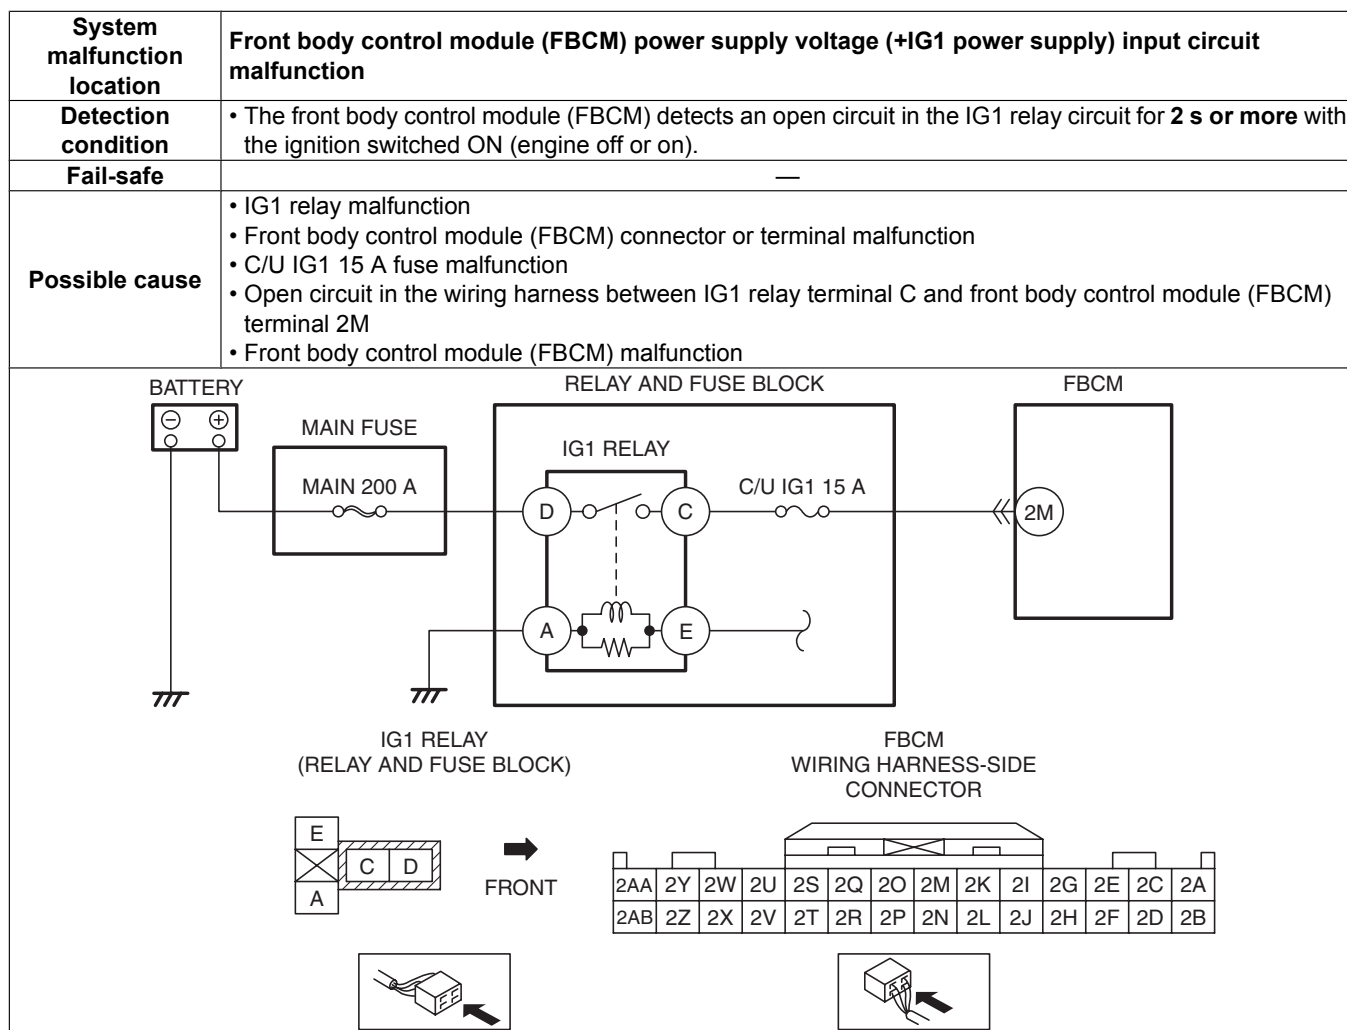 System
malfunction
location
Front body control module (FBCM) power supply voltage (+IG1 power supply) input circuit
malfunction
Detection
condition
• The front body control module (FBCM) detects an open circuit in the IG1 relay circuit for 2 s or more with
the ignition switched ON (engine off or on).
Fail-safe
—
Possible cause
• IG1 relay malfunction
• Front body control module (FBCM) connector or terminal malfunction
• C/U IG1 15 A fuse malfunction
• Open circuit in the wiring harness between IG1 relay terminal C and front body control module (FBCM)
terminal 2M
• Front body control module (FBCM) malfunction
BATTERY
RELAY AND FUSE BLOCK
FBCM
− +
MAIN FUSE
IG1 RELAY
MAIN 200 A
C/U IG1 15 A
D
C
2M
A
E
IG1 RELAY
(RELAY AND FUSE BLOCK)
FBCM
WIRING HARNESS-SIDE
CONNECTOR
E
C D
A
FRONT
2AA 2Y 2W 2U 2S 2Q 2O 2M 2K 2I 2G 2E 2C 2A
2AB 2Z 2X 2V 2T 2R 2P 2N 2L 2J 2H 2F 2D 2B